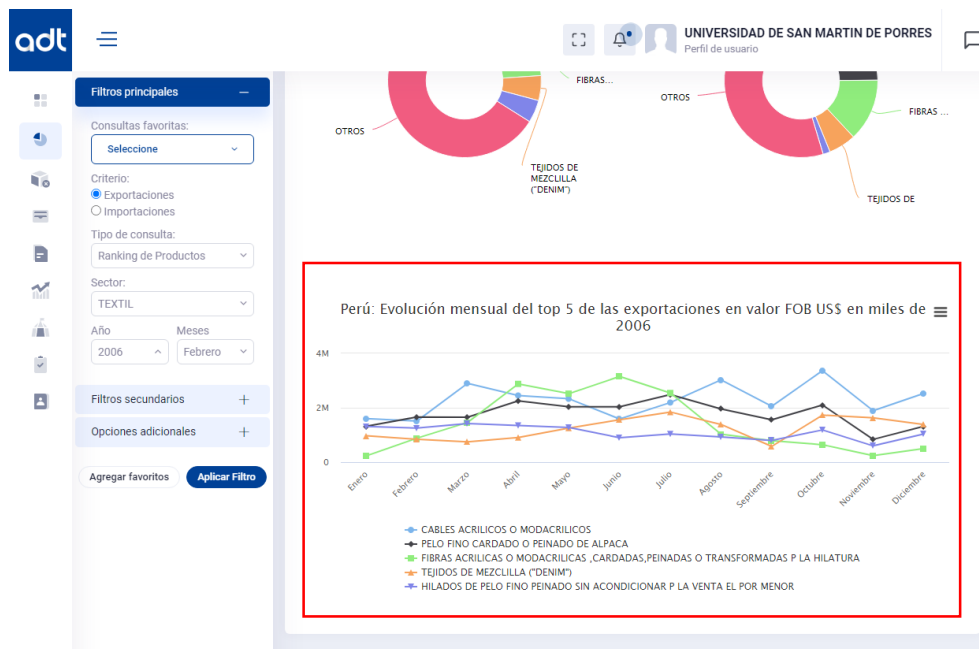 adt
UNIVERSIDAD DE SAN MARTIN DE PORRES
Perfil de usuario
Filtros principales
Consultas favoritas:
Seleccione
Criterio:
Exportaciones
Importaciones
Tipo de consulta:
Ranking de Productos
Sector:
TEXTIL
Año Meses
2006 Febrero
Filtros secundarios +
Opciones adicionales +
Agregar favoritos Aplicar Filtro
FIBRAS...
OTROS
TEJIDOS DE
MEZCLILLA
("DENIM")
OTROS
FIBRAS ...
TEJIDOS DE
Perú: Evolución mensual del top 5 de las exportaciones en valor FOB US$ en miles de
2006
4M
2M
0
Enero Febrero Marzo Abril Mayo Junio Julio Agosto Septiembre Octubre Noviembre Diciembre
CABLES ACRILICOS O MODACRILICOS
PELO FINO CARDADO O PEINADO DE ALPACA
FIBRAS ACRILICAS O MODACRILICAS ,CARDADAS,PEINADAS O TRANSFORMADAS P LA HILATURA
TEJIDOS DE MEZCLILLA ("DENIM")
HILADOS DE PELO FINO PEINADO SIN ACONDICIONAR P LA VENTA EL POR MENOR